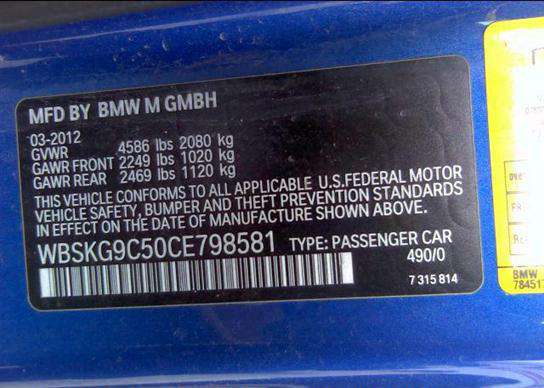 MFD BY BMW M GMBH
03-2012
GVWR 4586 lbs 2080 kg
GAWR FRONT 2249 lbs 1020 kg
GAWR REAR 2469 lbs 1120 kg
THIS VEHICLE CONFORMS TO ALL APPLICABLE U.S.FEDERAL MOTOR
VEHICLE SAFETY, BUMPER AND THEFT PREVENTION STANDARDS
IN EFFECT ON THE DATE OF MANUFACTURE SHOWN ABOVE.
WBSKG9C50CE798581 TYPE: PASSENGER CAR
490/0
7 315 814
BMW
78451